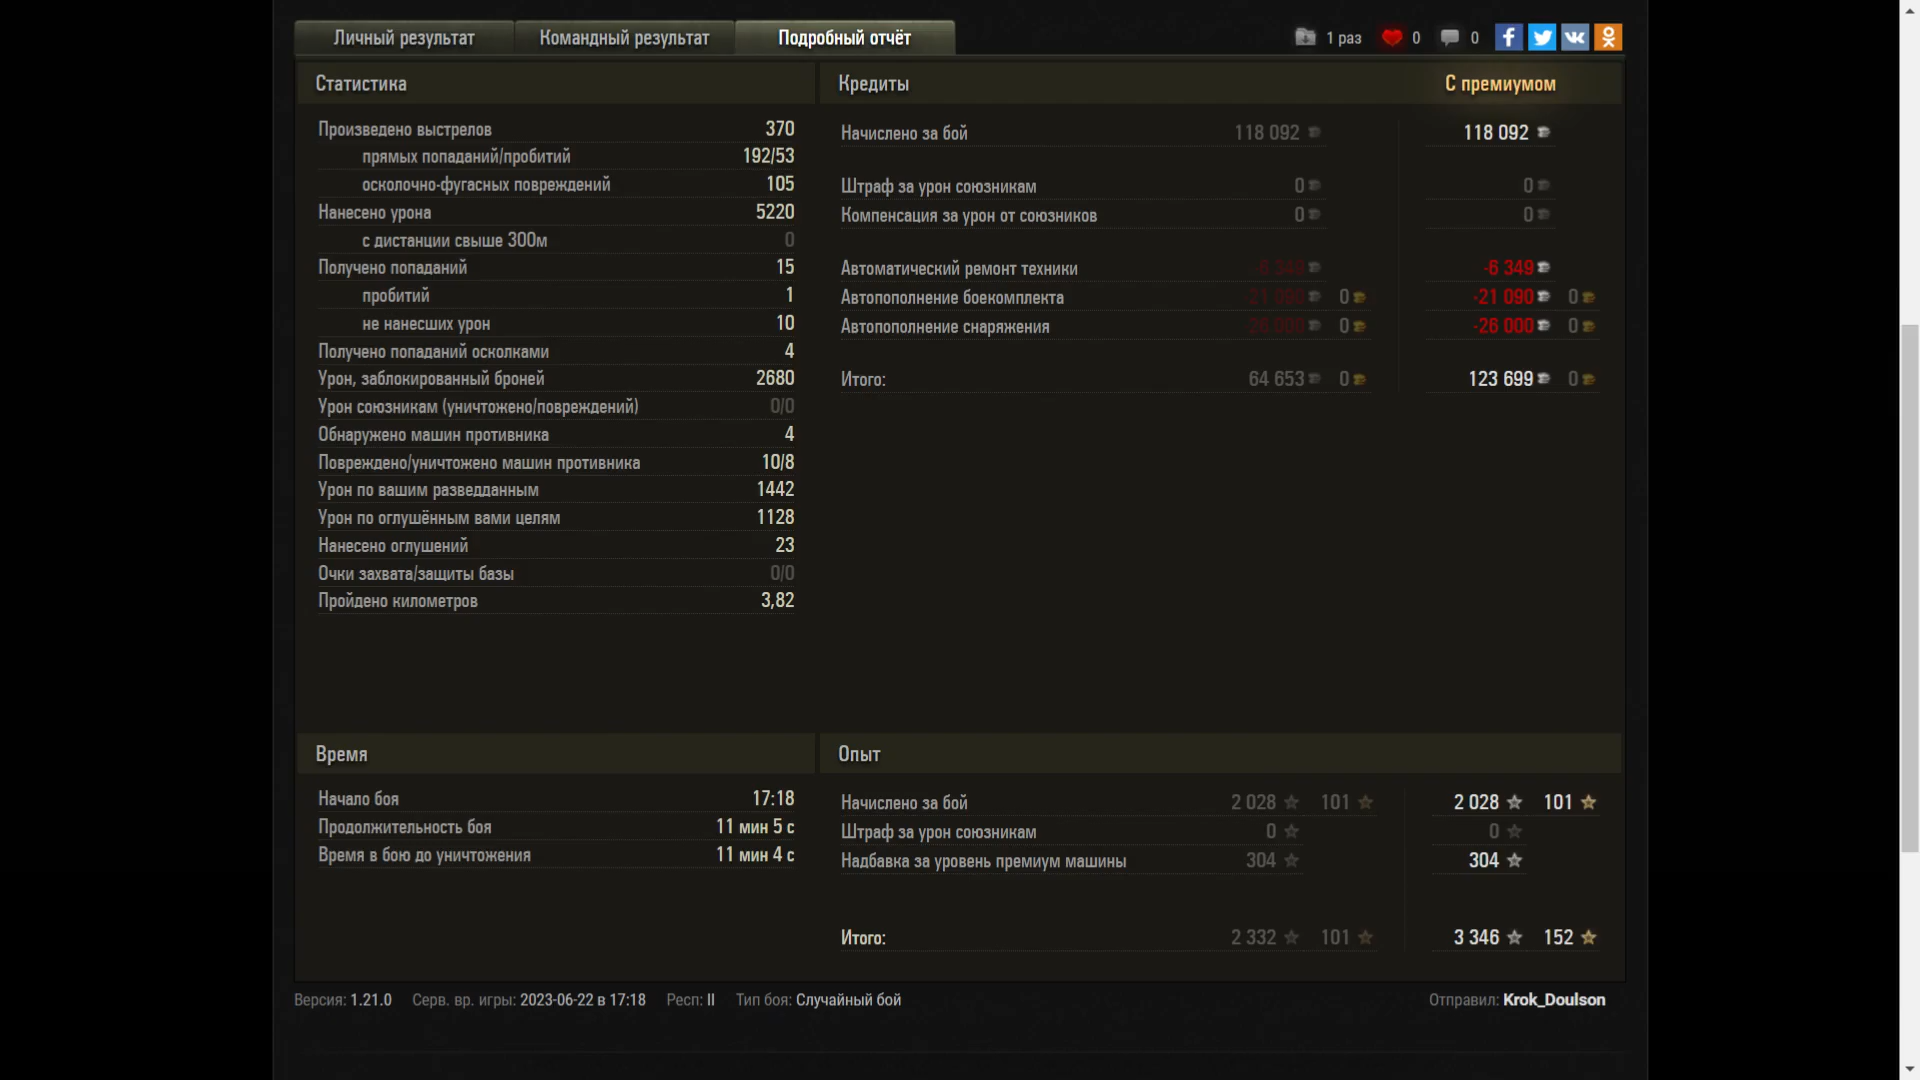 Личный результат Командный результат Подробный отчёт 1 раз 0 0
Статистика
Произведено выстрелов 370
прямых попаданий/пробитий 192/53
осколочно-фугасных повреждений 105
Нанесено урона 5220
с дистанции свыше 300м 0
Получено попаданий 15
пробитий 1
не нанесших урон 10
Получено попаданий осколками 4
Урон, заблокированный броней 2680
Урон союзникам (уничтожено/повреждений) 0/0
Обнаружено машин противника 4
Повреждено/уничтожено машин противника 10/8
Урон по вашим разведданным 1442
Урон по оглушённым вами целям 1128
Нанесено оглушений 23
Очки захвата/защиты базы 0/0
Пройдено километров 3,82
Кредиты С премиумом
Начислено за бой 118 092 118 092
Штраф за урон союзникам 0 0
Компенсация за урон от союзников 0 0
Автоматический ремонт техники -6 349 -6 349
Автопополнение боекомплекта -21 090 0 -21 090 0
Автопополнение снаряжения -26 000 0 -26 000 0
Итого: 64 653 0 123 699 0
Время
Начало боя 17:18
Продолжительность боя 11 мин 5 с
Время в бою до уничтожения 11 мин 4 с
Опыт
Начислено за бой 2 028 101 2 028 101
Штраф за урон союзникам 0 0
Надбавка за уровень премиум машины 304 304
Итого: 2 332 101 3 346 152
Версия: 1.21.0 Серв. вр. игры: 2023-06-22 в 17:18 Респ: II Тип боя: Случайный бой Отправил: Krok_Doulson